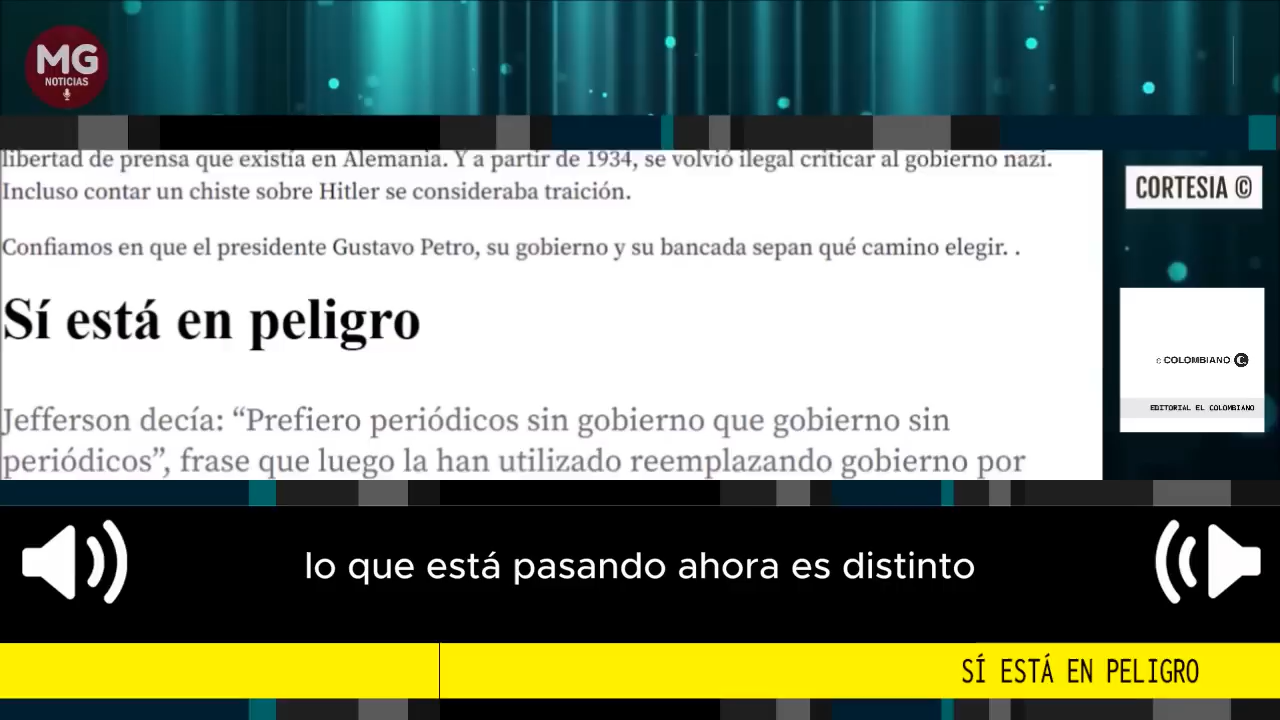 MG
NOTICIAS
libertad de prensa que existía en Alemania. Y a partir de 1934, se volvió ilegal criticar al gobierno nazi.
Incluso contar un chiste sobre Hitler se consideraba traición.
Confiamos en que el presidente Gustavo Petro, su gobierno y su bancada sepan qué camino elegir. .
Sí está en peligro
Jefferson decía: “Prefiero periódicos sin gobierno que gobierno sin
periódicos”, frase que luego la han utilizado reemplazando gobierno por
CORTESIA ©
COLOMBIANO C
EDITORIAL EL COLOMBIANO
lo que está pasando ahora es distinto
SÍ ESTÁ EN PELIGRO